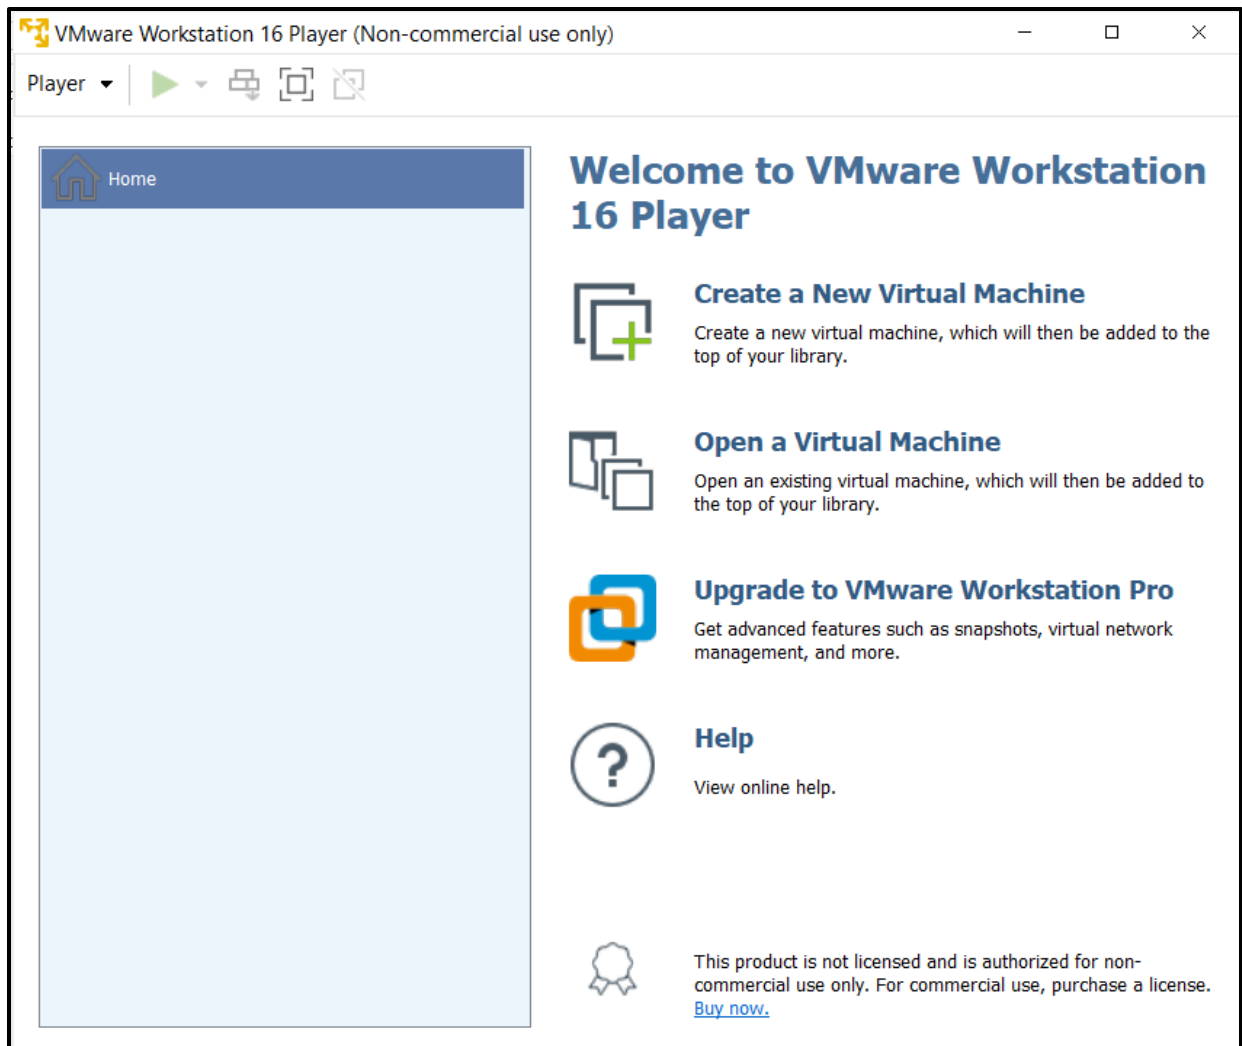 VMware Workstation 16 Player (Non-commercial use only)
Player
Home
Welcome to VMware Workstation
16 Player
Create a New Virtual Machine
Create a new virtual machine, which will then be added to the
top of your library.
Open a Virtual Machine
Open an existing virtual machine, which will then be added to
the top of your library.
Upgrade to VMware Workstation Pro
Get advanced features such as snapshots, virtual network
management, and more.
?
Help
View online help.
This product is not licensed and is authorized for non-
commercial use only. For commercial use, purchase a license.
Buy now.